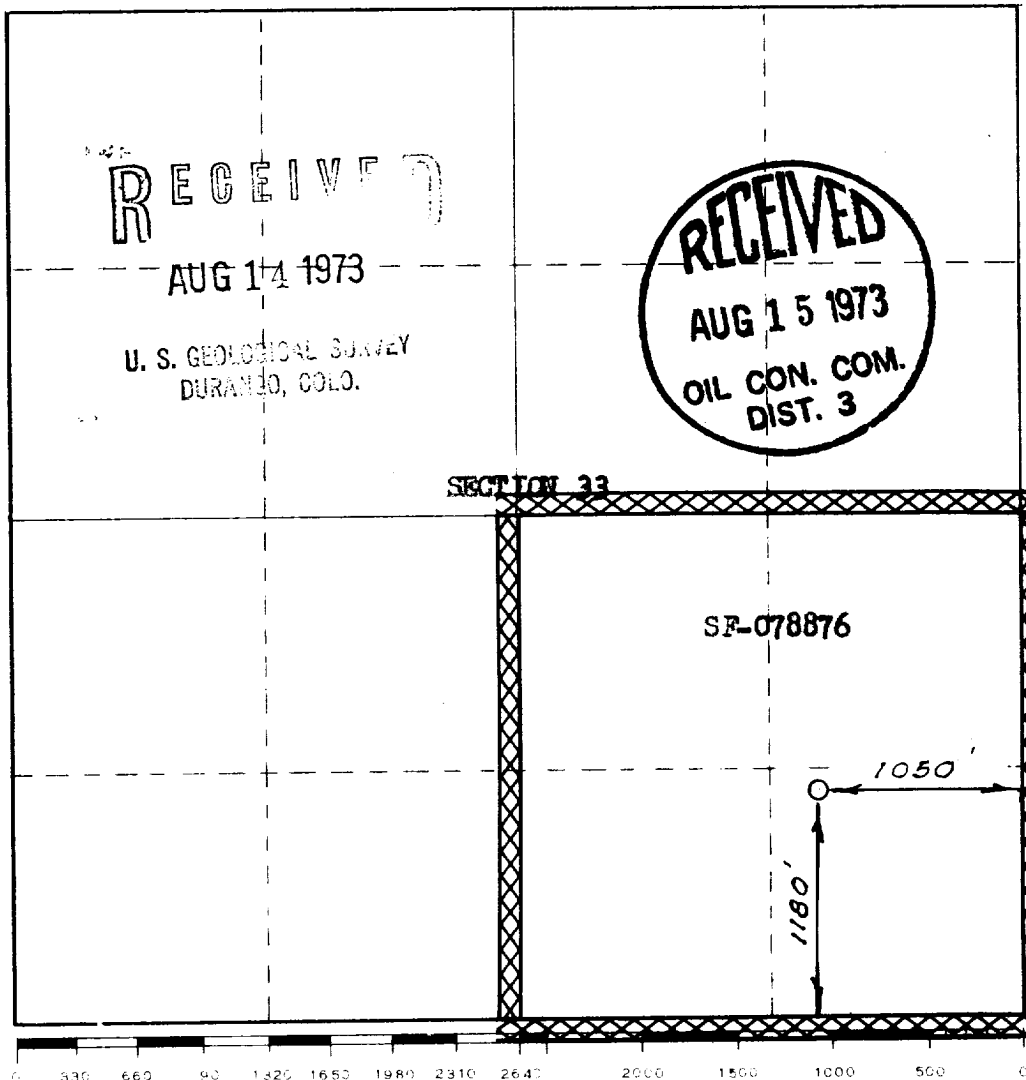 RECEIVED
AUG 14 1973
U. S. GEOLOGICAL SURVEY
DURANGO, COLO.
RECEIVED
AUG 15 1973
OIL CON. COM.
DIST. 3
SECTION 33
SF-078876
1050'
1180'
0 330 660 90 1320 1650 1980 2310 2640 2000 1500 1000 500 0